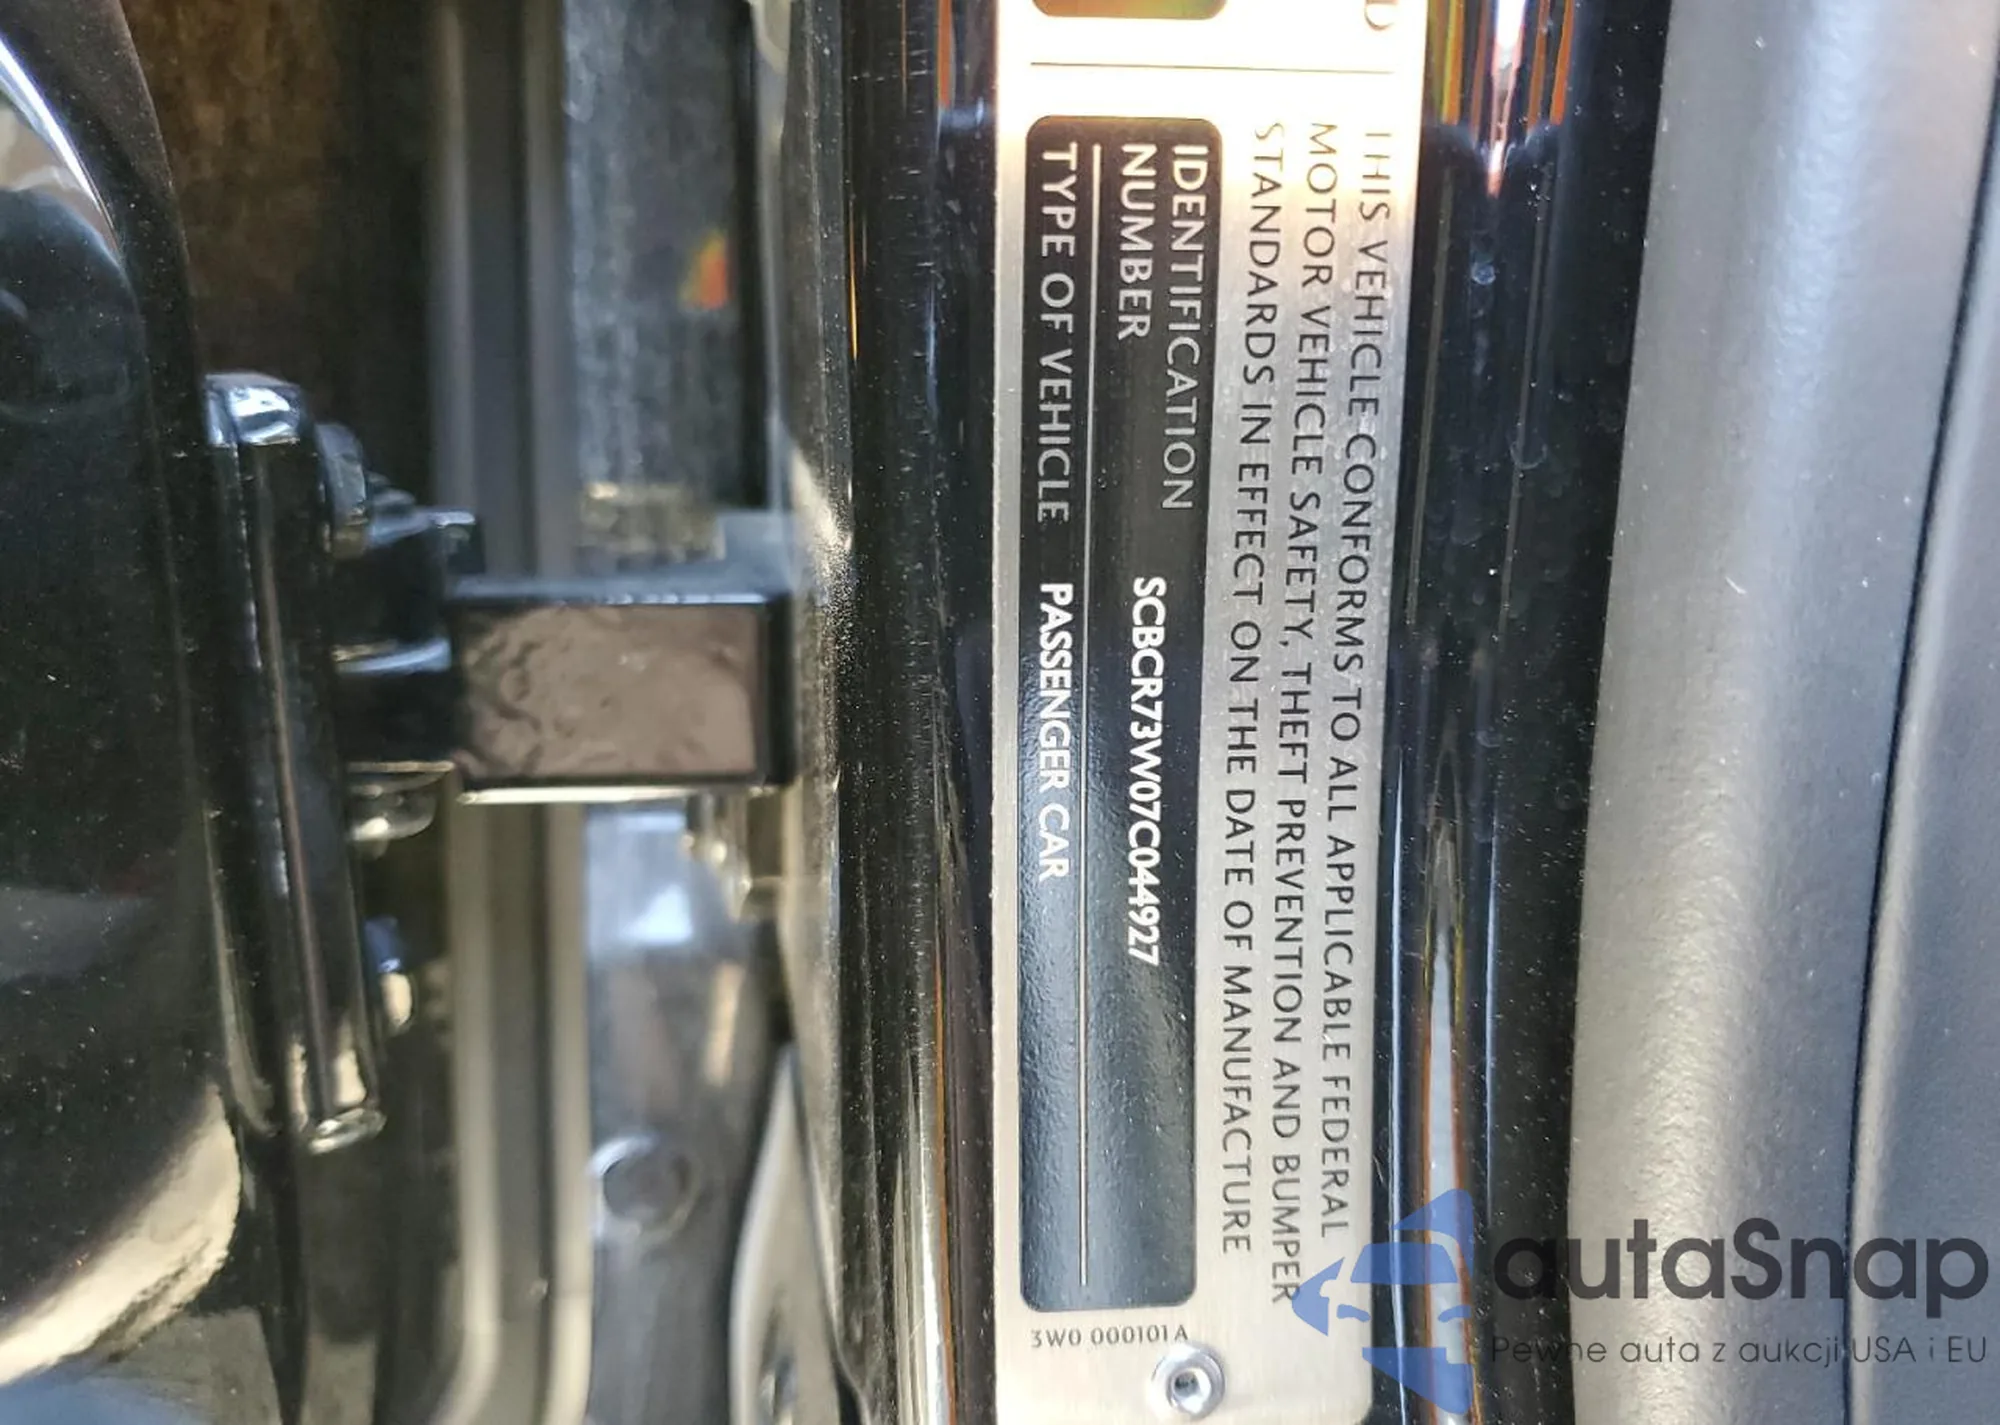 THIS VEHICLE CONFORMS TO ALL APPLICABLE FEDERAL
MOTOR VEHICLE SAFETY, THEFT PREVENTION AND BUMPER
STANDARDS IN EFFECT ON THE DATE OF MANUFACTURE
IDENTIFICATION
NUMBER SCBCR73W07C044927
TYPE OF VEHICLE PASSENGER CAR
3W0 000101 A
autaSnap
Pewne auta z aukcji USA i EU